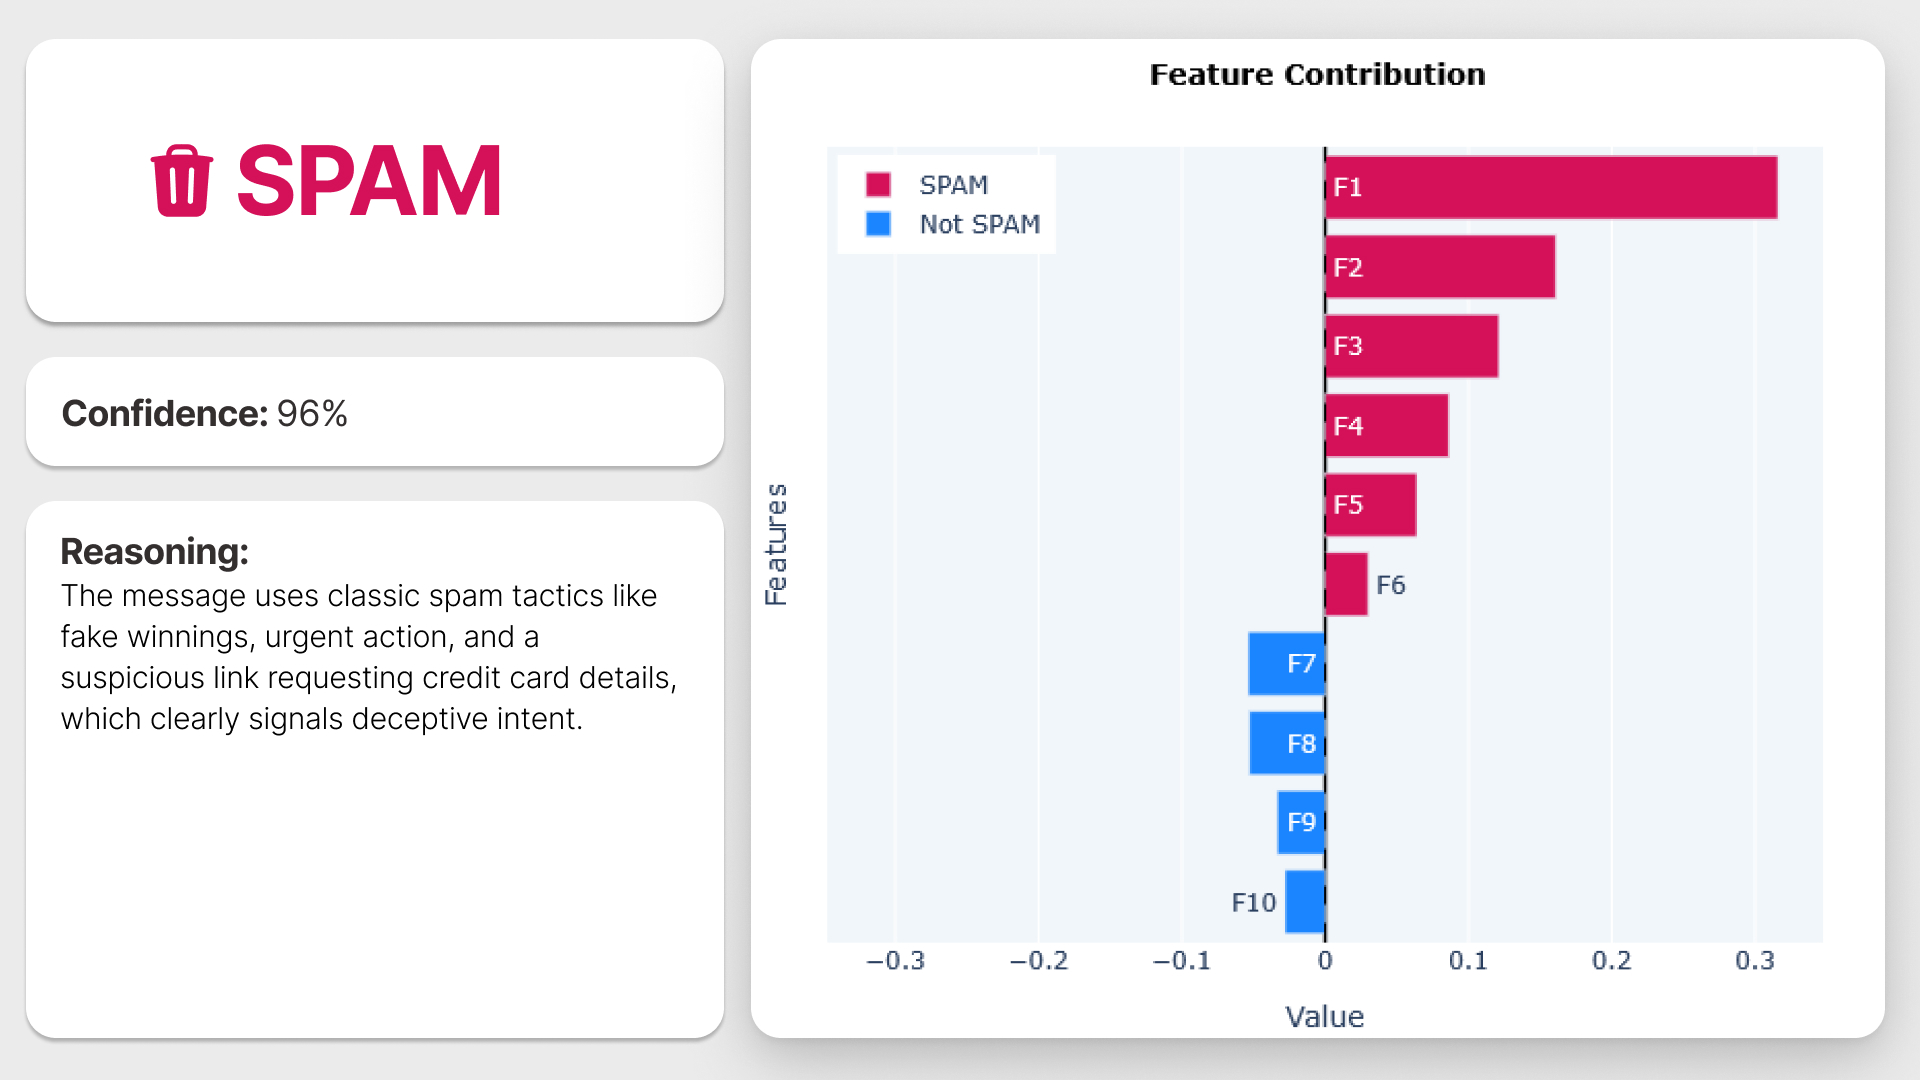 SPAM
Confidence: 96%
Reasoning:
The message uses classic spam tactics like
fake winnings, urgent action, and a
suspicious link requesting credit card details,
which clearly signals deceptive intent.
Feature Contribution
SPAM
Not SPAM
Features
F1
F2
F3
F4
F5
F6
F7
F8
F9
F10
−0.3 −0.2 −0.1 0 0.1 0.2 0.3
Value